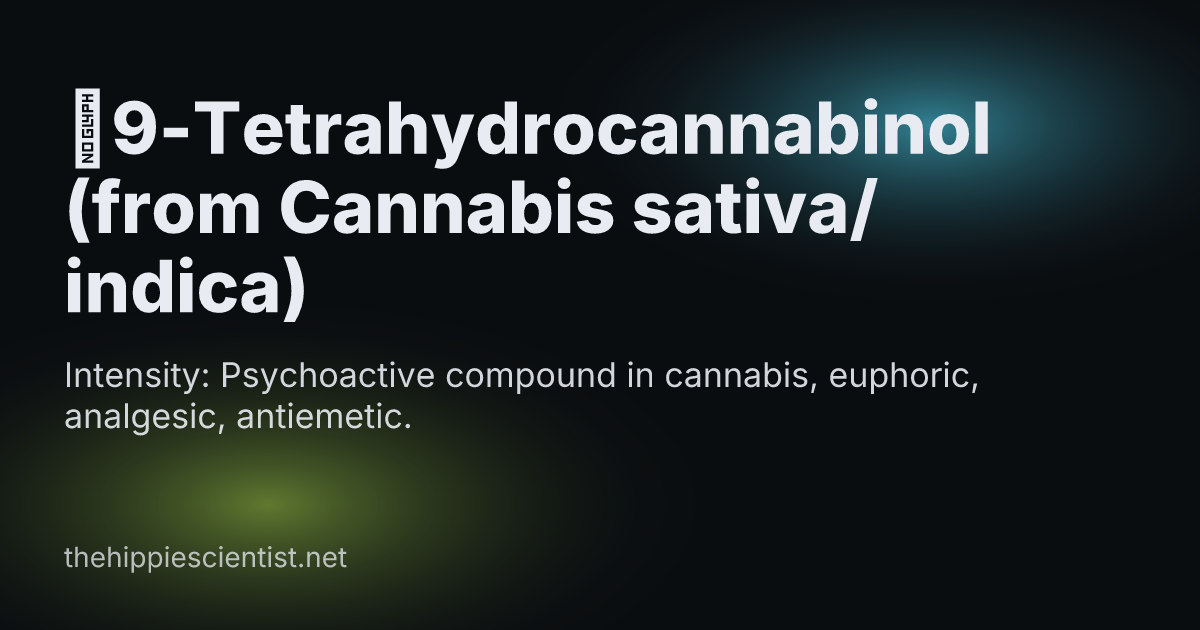 9-Tetrahydrocannabinol
(from Cannabis sativa/
indica)
Intensity: Psychoactive compound in cannabis, euphoric,
analgesic, antiemetic.
thehippiescientist.net